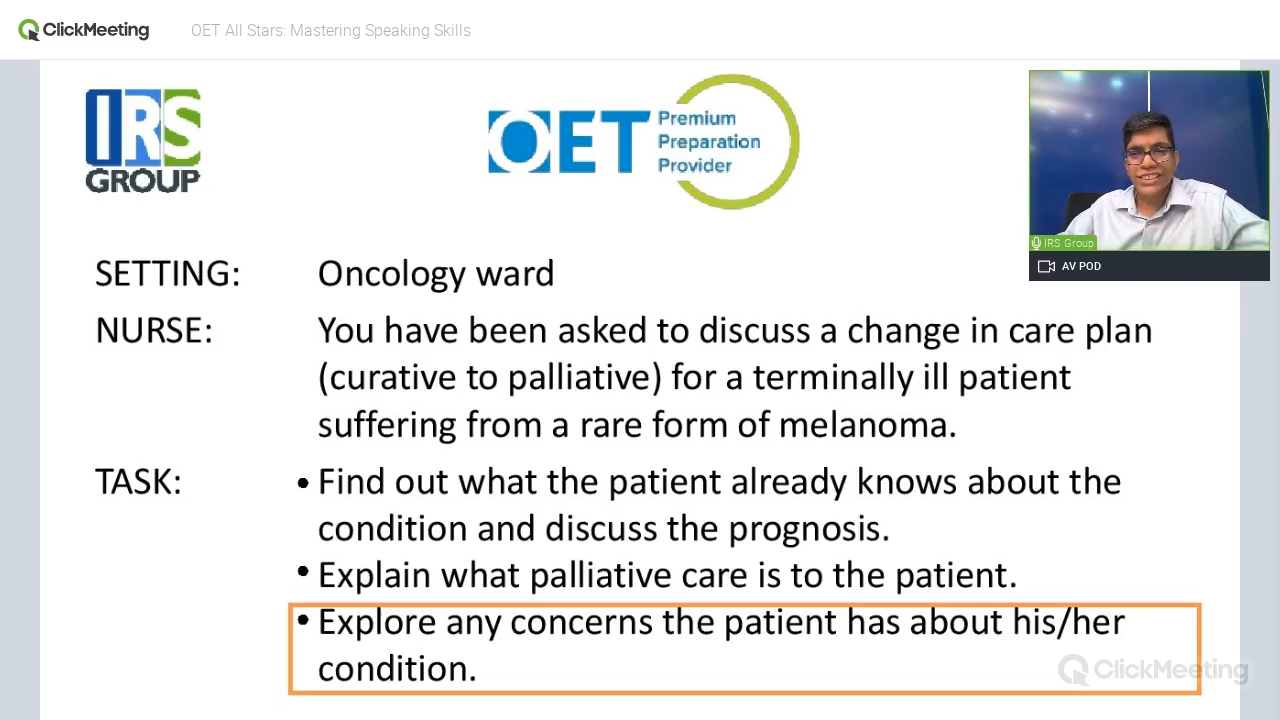 ClickMeeting OET All Stars: Mastering Speaking Skills
IRS
GROUP
OET Premium
Preparation
Provider
IRS Group
AV POD
SETTING: Oncology ward
NURSE: You have been asked to discuss a change in care plan
(curative to palliative) for a terminally ill patient
suffering from a rare form of melanoma.
TASK: • Find out what the patient already knows about the
condition and discuss the prognosis.
• Explain what palliative care is to the patient.
• Explore any concerns the patient has about his/her
condition.
ClickMeeting